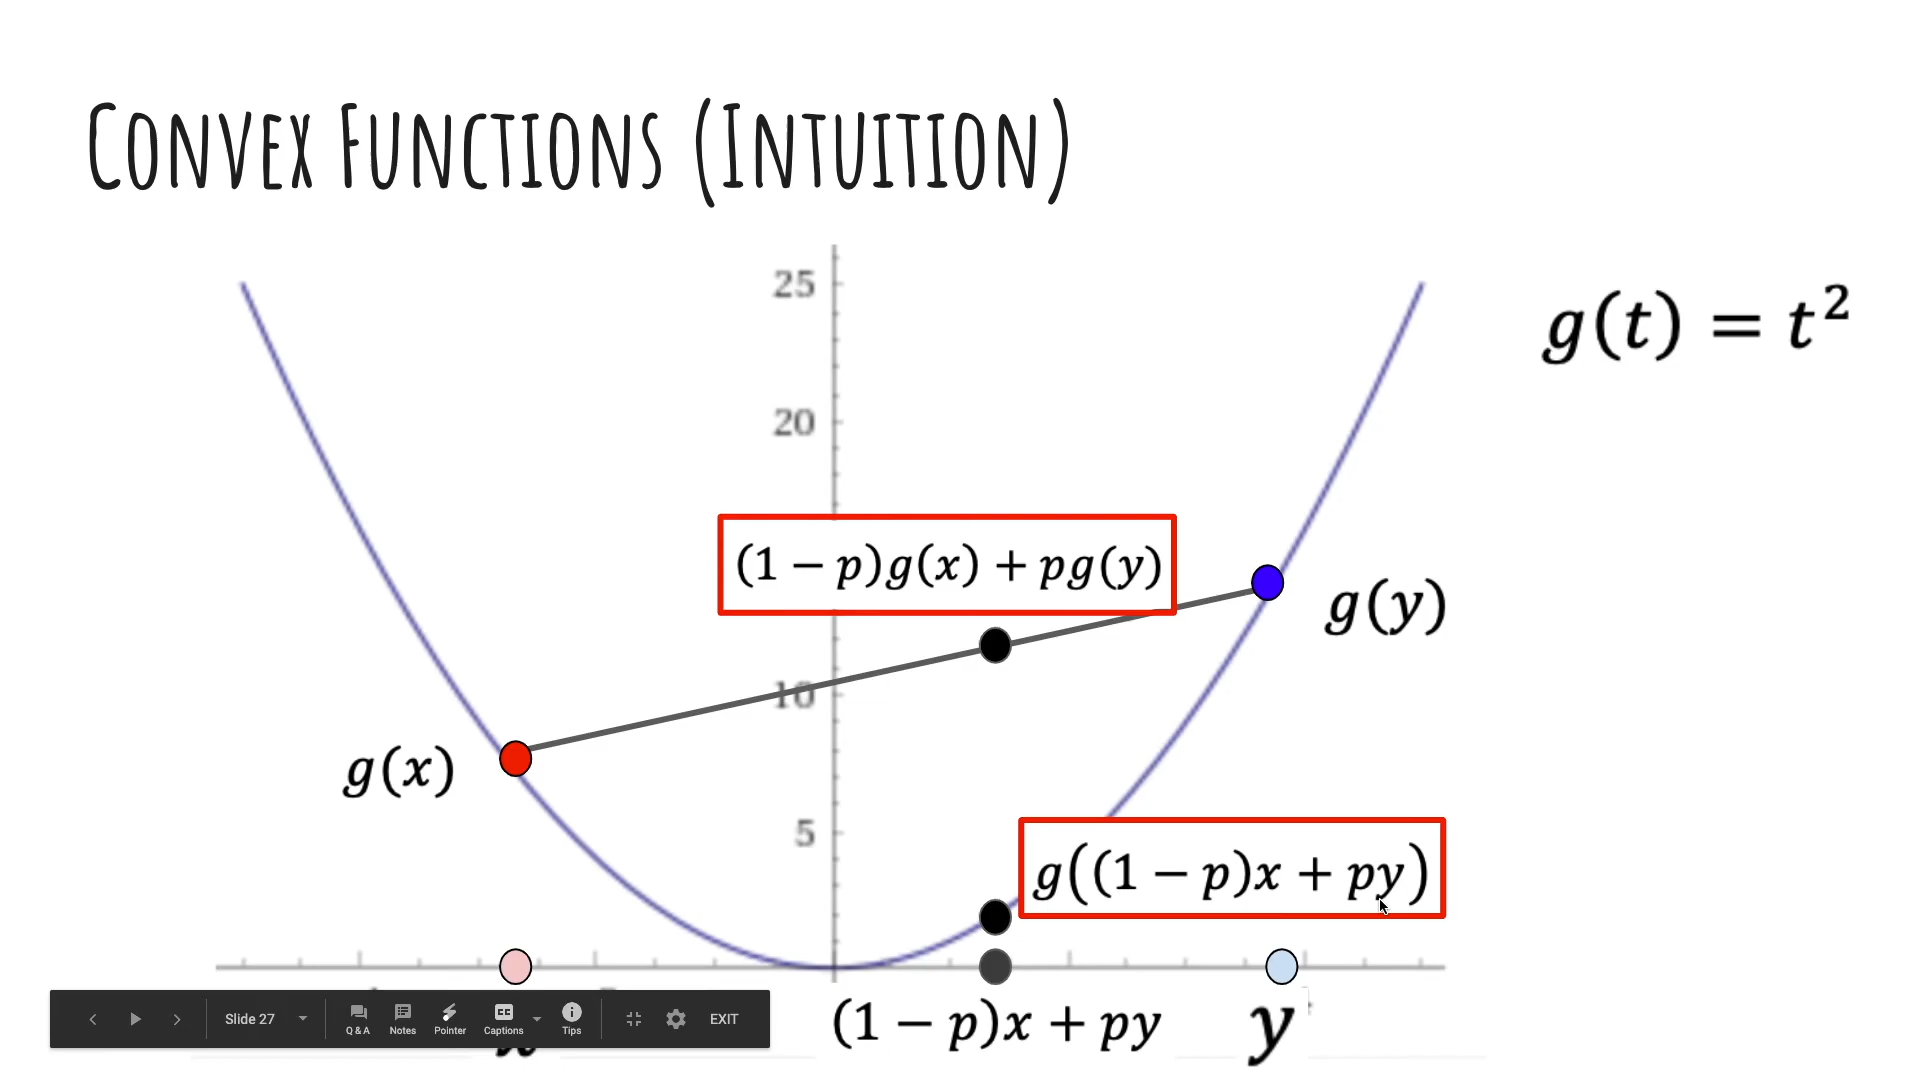 CONVEX FUNCTIONS (INTUITION)
25
g(t) = t²
20
(1 − p)g(x) + pg(y)
g(y)
10
g(x)
5
g((1 − p)x + py)
Slide 27
Q & A
Notes
Pointer
CC
Captions
Tips
EXIT
(1 − p)x + py
y